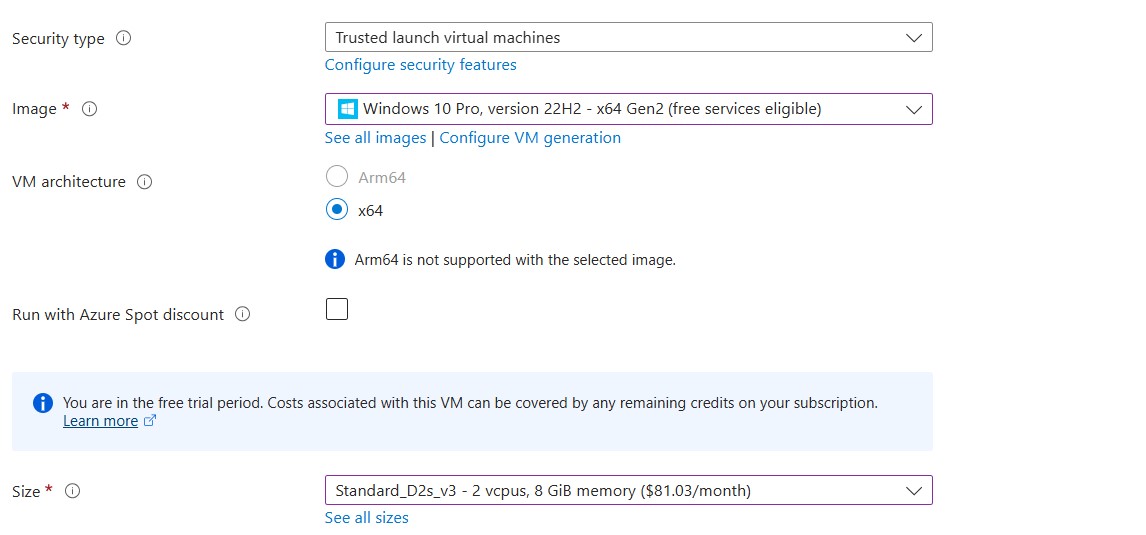 Security type
Trusted launch virtual machines
Configure security features
Image *
Windows 10 Pro, version 22H2 - x64 Gen2 (free services eligible)
See all images | Configure VM generation
VM architecture
Arm64
x64
Arm64 is not supported with the selected image.
Run with Azure Spot discount
You are in the free trial period. Costs associated with this VM can be covered by any remaining credits on your subscription.
Learn more
Size *
Standard_D2s_v3 - 2 vcpus, 8 GiB memory ($81.03/month)
See all sizes